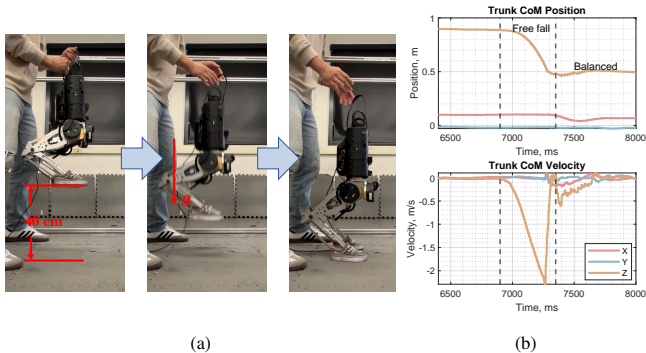 40 cm
g
(a)
Trunk CoM Position
Position, m
1
0.5
0
Free fall
Balanced
6500
7000
7500
8000
Time, ms
Trunk CoM Velocity
Velocity, m/s
0
-0.5
-1
-1.5
-2
X
Y
Z
6500
7000
7500
8000
Time, ms
(b)